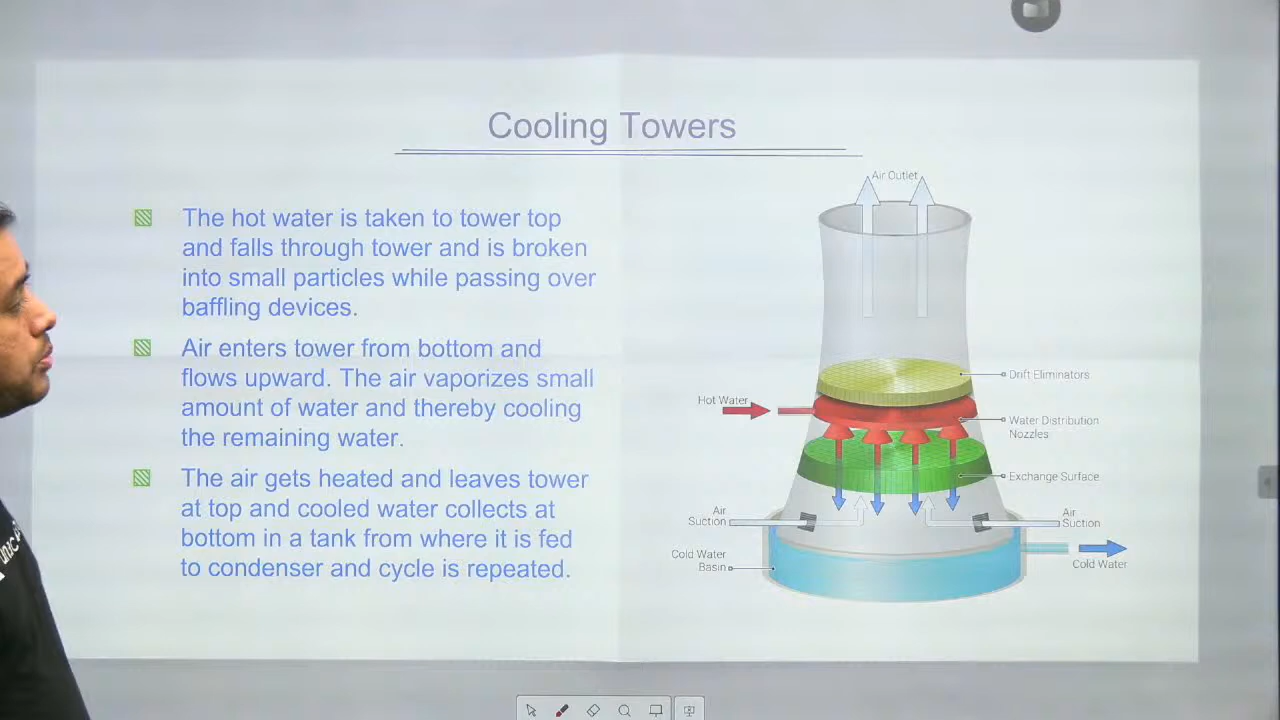 Cooling Towers
The hot water is taken to tower top
and falls through tower and is broken
into small particles while passing over
baffling devices.
Air enters tower from bottom and
flows upward. The air vaporizes small
amount of water and thereby cooling
the remaining water.
The air gets heated and leaves tower
at top and cooled water collects at
bottom in a tank from where it is fed
to condenser and cycle is repeated.
Air Outlet
Drift Eliminators
Hot Water
Water Distribution
Nozzles
Exchange Surface
Air
Suction
Air
Suction
Cold Water
Basin
Cold Water